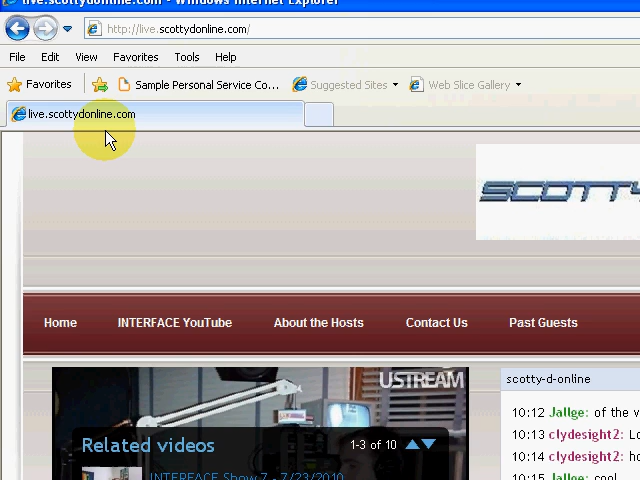 live.scottydonline.com - Windows Internet Explorer
http://live.scottydonline.com/
File Edit View Favorites Tools Help
Favorites Sample Personal Service Co... Suggested Sites Web Slice Gallery
live.scottydonline.com
SCOTTY
Home INTERFACE YouTube About the Hosts Contact Us Past Guests
USTREAM
scotty-d-online
Related videos 1-3 of 10
INTERFACE Show 7 - 7/23/2010
10:12 Jallge: of the v
10:13 clydesight2: Lo
10:14 clydesight2: ho
10:15 Jallge: cool